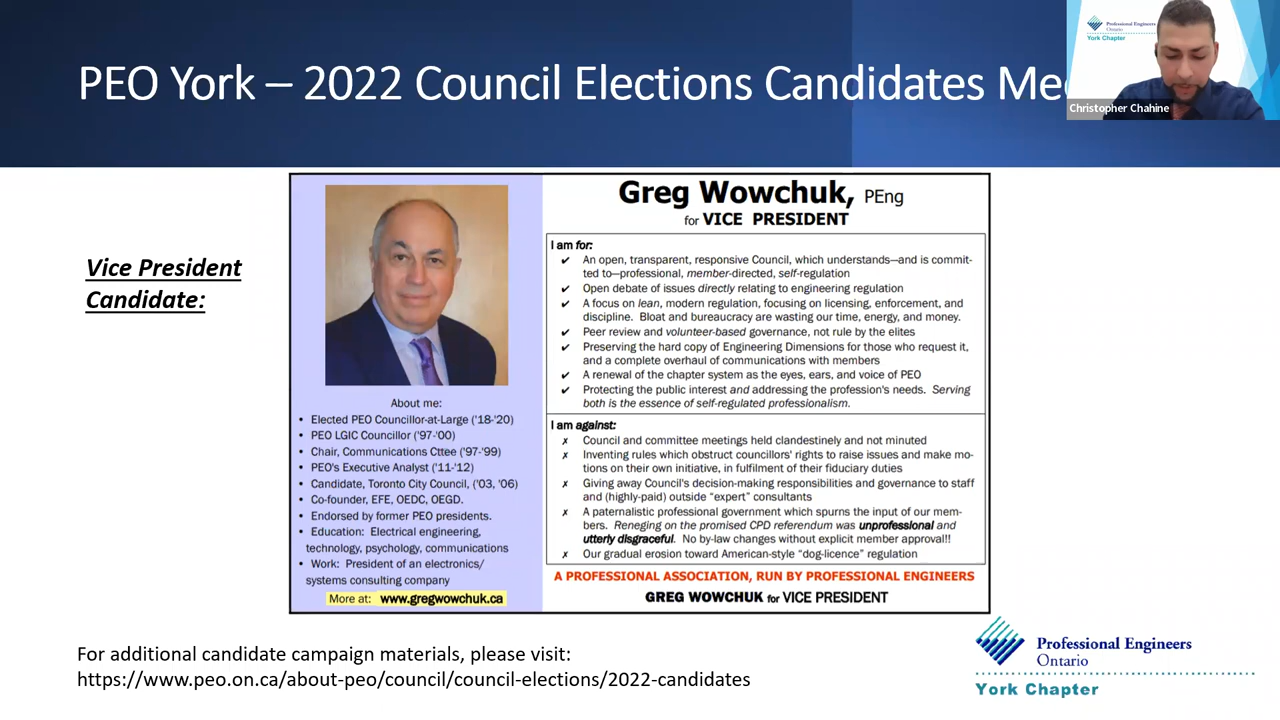 PEO York – 2022 Council Elections Candidates Me
Professional Engineers
Ontario
York Chapter
Christopher Chahine
Vice President
Candidate:
About me:
• Elected PEO Councillor-at-Large ('18-'20)
• PEO LGIC Councillor ('97-'00)
• Chair, Communications Cttee ('97-'99)
• PEO's Executive Analyst ('11-'12)
• Candidate, Toronto City Council, ('03, '06)
• Co-founder, EFE, OEDC, OEGD.
• Endorsed by former PEO presidents.
• Education: Electrical engineering,
technology, psychology, communications
• Work: President of an electronics/
systems consulting company
More at: www.gregwowchuk.ca
Greg Wowchuk, PEng
for VICE PRESIDENT
I am for:
✔ An open, transparent, responsive Council, which understands—and is commit-
ted to—professional, member-directed, self-regulation
✔ Open debate of issues directly relating to engineering regulation
✔ A focus on lean, modern regulation, focusing on licensing, enforcement, and
discipline. Bloat and bureaucracy are wasting our time, energy, and money.
✔ Peer review and volunteer-based governance, not rule by the elites
✔ Preserving the hard copy of Engineering Dimensions for those who request it,
and a complete overhaul of communications with members
✔ A renewal of the chapter system as the eyes, ears, and voice of PEO
✔ Protecting the public interest and addressing the profession's needs. Serving
both is the essence of self-regulated professionalism.
I am against:
✗ Council and committee meetings held clandestinely and not minuted
✗ Inventing rules which obstruct councillors' rights to raise issues and make mo-
tions on their own initiative, in fulfilment of their fiduciary duties
✗ Giving away Council's decision-making responsibilities and governance to staff
and (highly-paid) outside "expert" consultants
✗ A paternalistic professional government which spurns the input of our mem-
bers. Reneging on the promised CPD referendum was unprofessional and
utterly disgraceful. No by-law changes without explicit member approval!!
✗ Our gradual erosion toward American-style "dog-licence" regulation
A PROFESSIONAL ASSOCIATION, RUN BY PROFESSIONAL ENGINEERS
GREG WOWCHUK for VICE PRESIDENT
For additional candidate campaign materials, please visit:
https://www.peo.on.ca/about-peo/council/council-elections/2022-candidates
Professional Engineers
Ontario
York Chapter